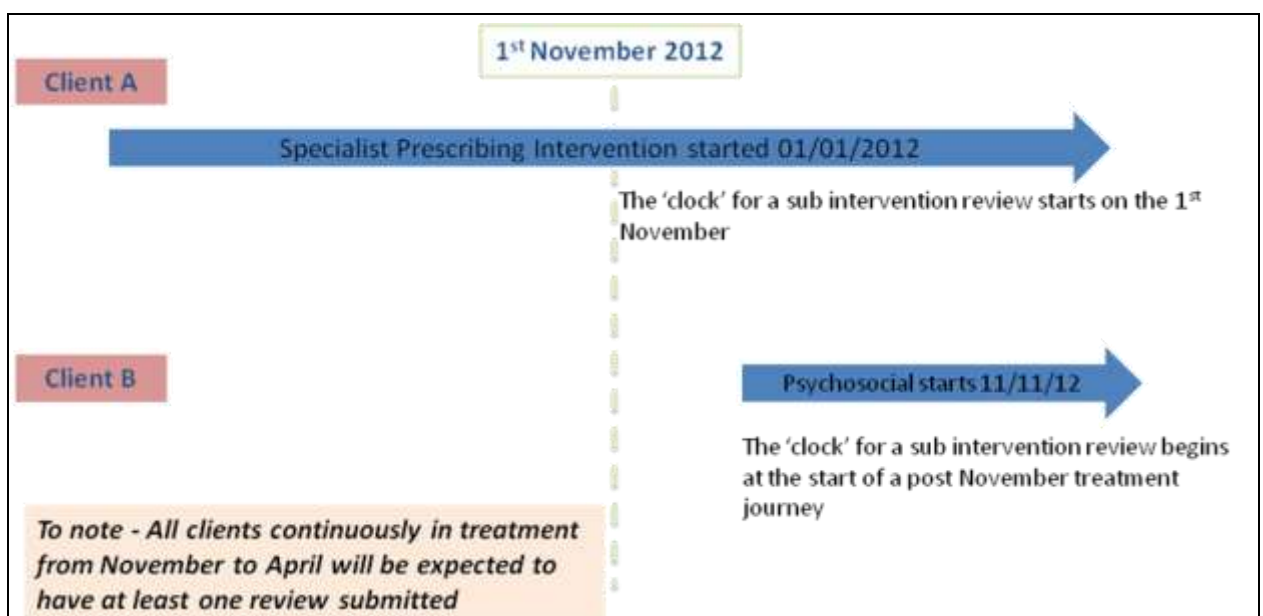 1st November 2012
Client A
Specialist Prescribing Intervention started 01/01/2012
The ‘clock’ for a sub intervention review starts on the 1st
November
Client B
Psychosocial starts 11/11/12
The ‘clock’ for a sub intervention review begins
at the start of a post November treatment
journey
To note - All clients continuously in treatment
from November to April will be expected to
have at least one review submitted